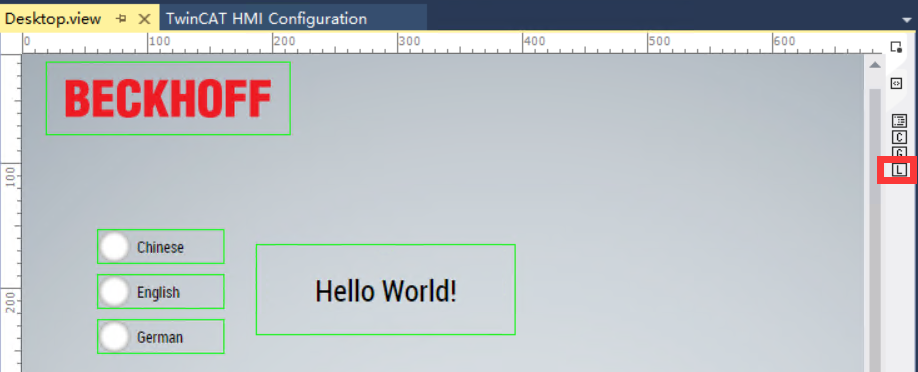 Desktop.view TwinCAT HMI Configuration
0 100 200 300 400 500 600
BECKHOFF
100
C
G
L
Chinese
English
German
Hello World!
200